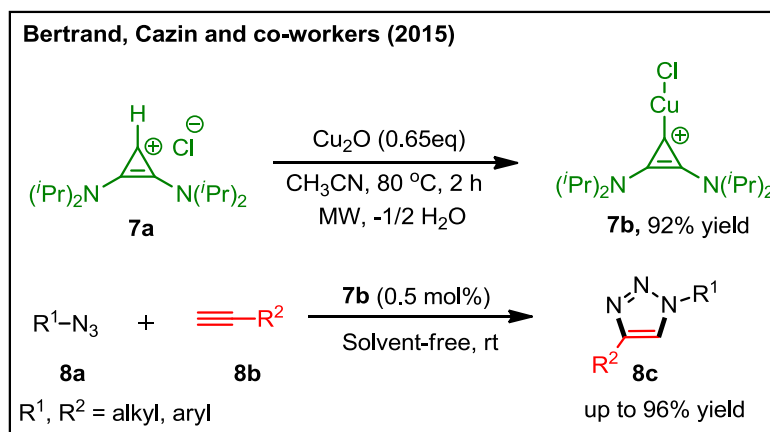 Bertrand, Cazin and co-workers (2015)
H
⊕ Cl ⊖
(iPr)2N N(iPr)2
7a
Cu2O (0.65eq)
CH3CN, 80 oC, 2 h
MW, -1/2 H2O
Cl
Cu
⊕
(iPr)2N N(iPr)2
7b, 92% yield
R1–N3
8a
+
R2
8b
7b (0.5 mol%)
Solvent-free, rt
N N N R1
R2
8c
up to 96% yield
R1, R2 = alkyl, aryl